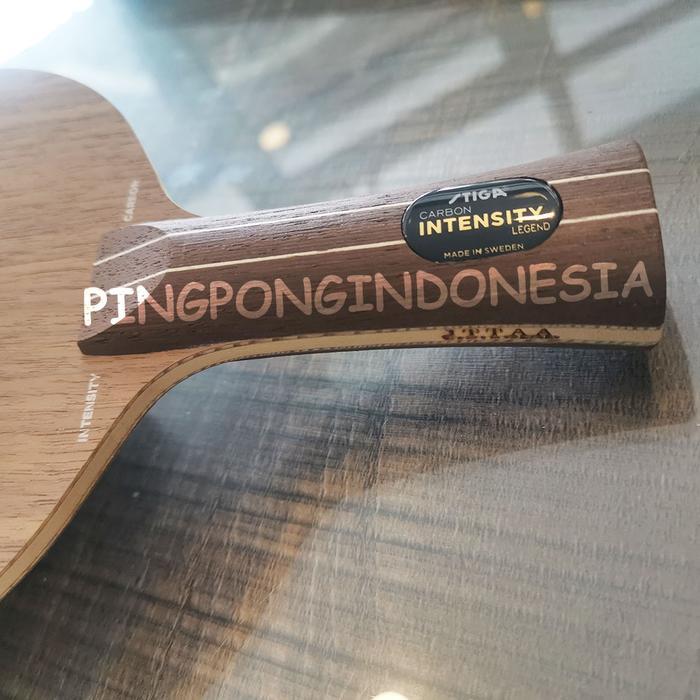 CARBON
STIGA
CARBON
INTENSITY
LEGEND
MADE IN SWEDEN
PINGPONGINDONESIA
I.T.T.A.A.
INTENSITY